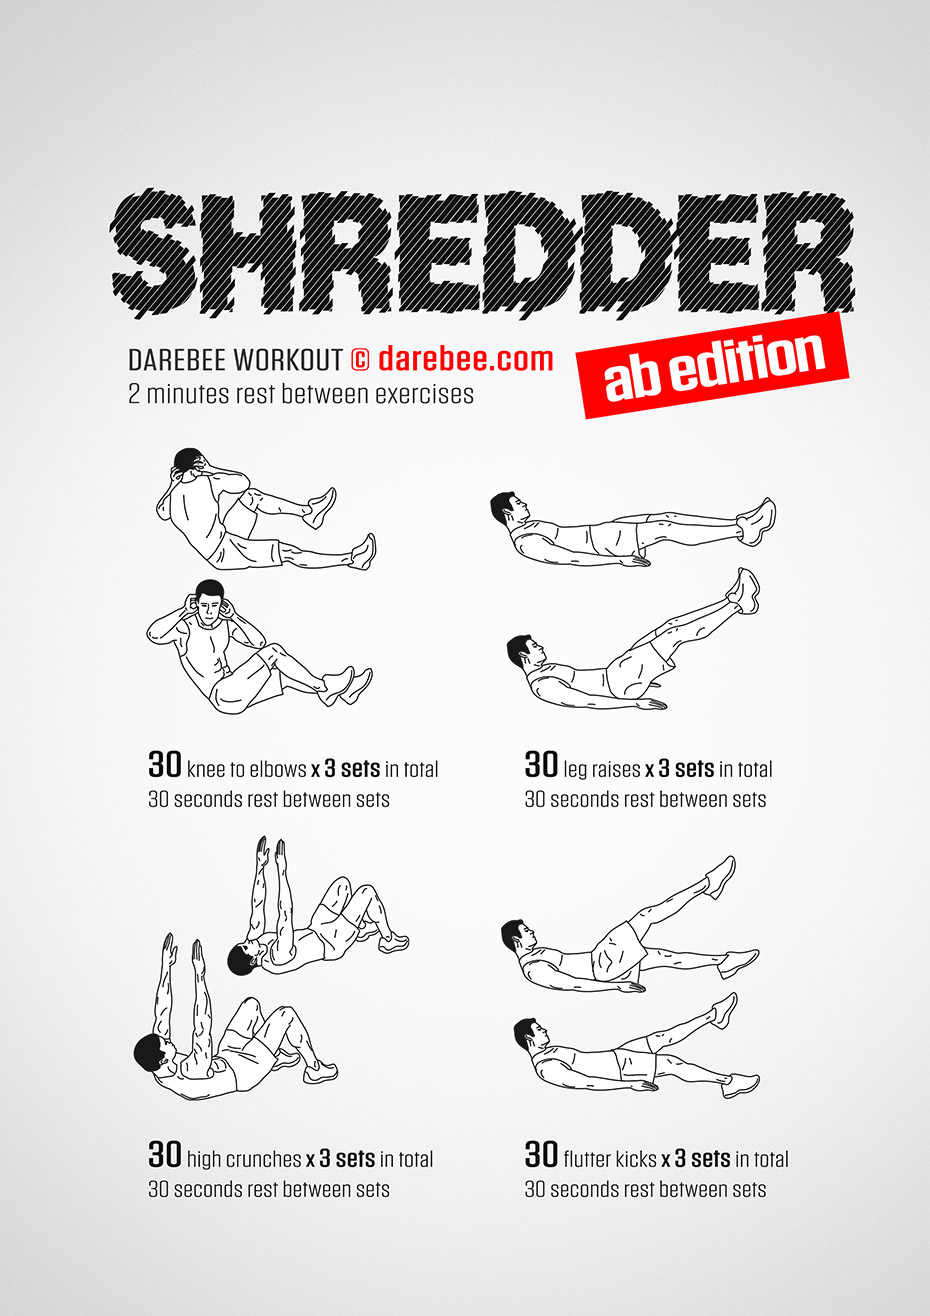 SHREDDER
ab edition
DAREBEE WORKOUT © darebee.com
2 minutes rest between exercises
30 knee to elbows x 3 sets in total
30 seconds rest between sets
30 leg raises x 3 sets in total
30 seconds rest between sets
30 high crunches x 3 sets in total
30 seconds rest between sets
30 flutter kicks x 3 sets in total
30 seconds rest between sets